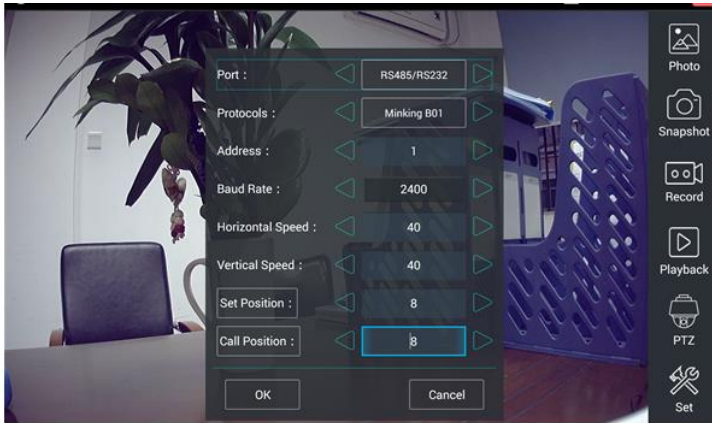 Port : RS485/RS232
Protocols : Minking B01
Address : 1
Baud Rate : 2400
Horizontal Speed : 40
Vertical Speed : 40
Set Position : 8
Call Position : 8
OK Cancel
Photo
Snapshot
Record
Playback
PTZ
Set